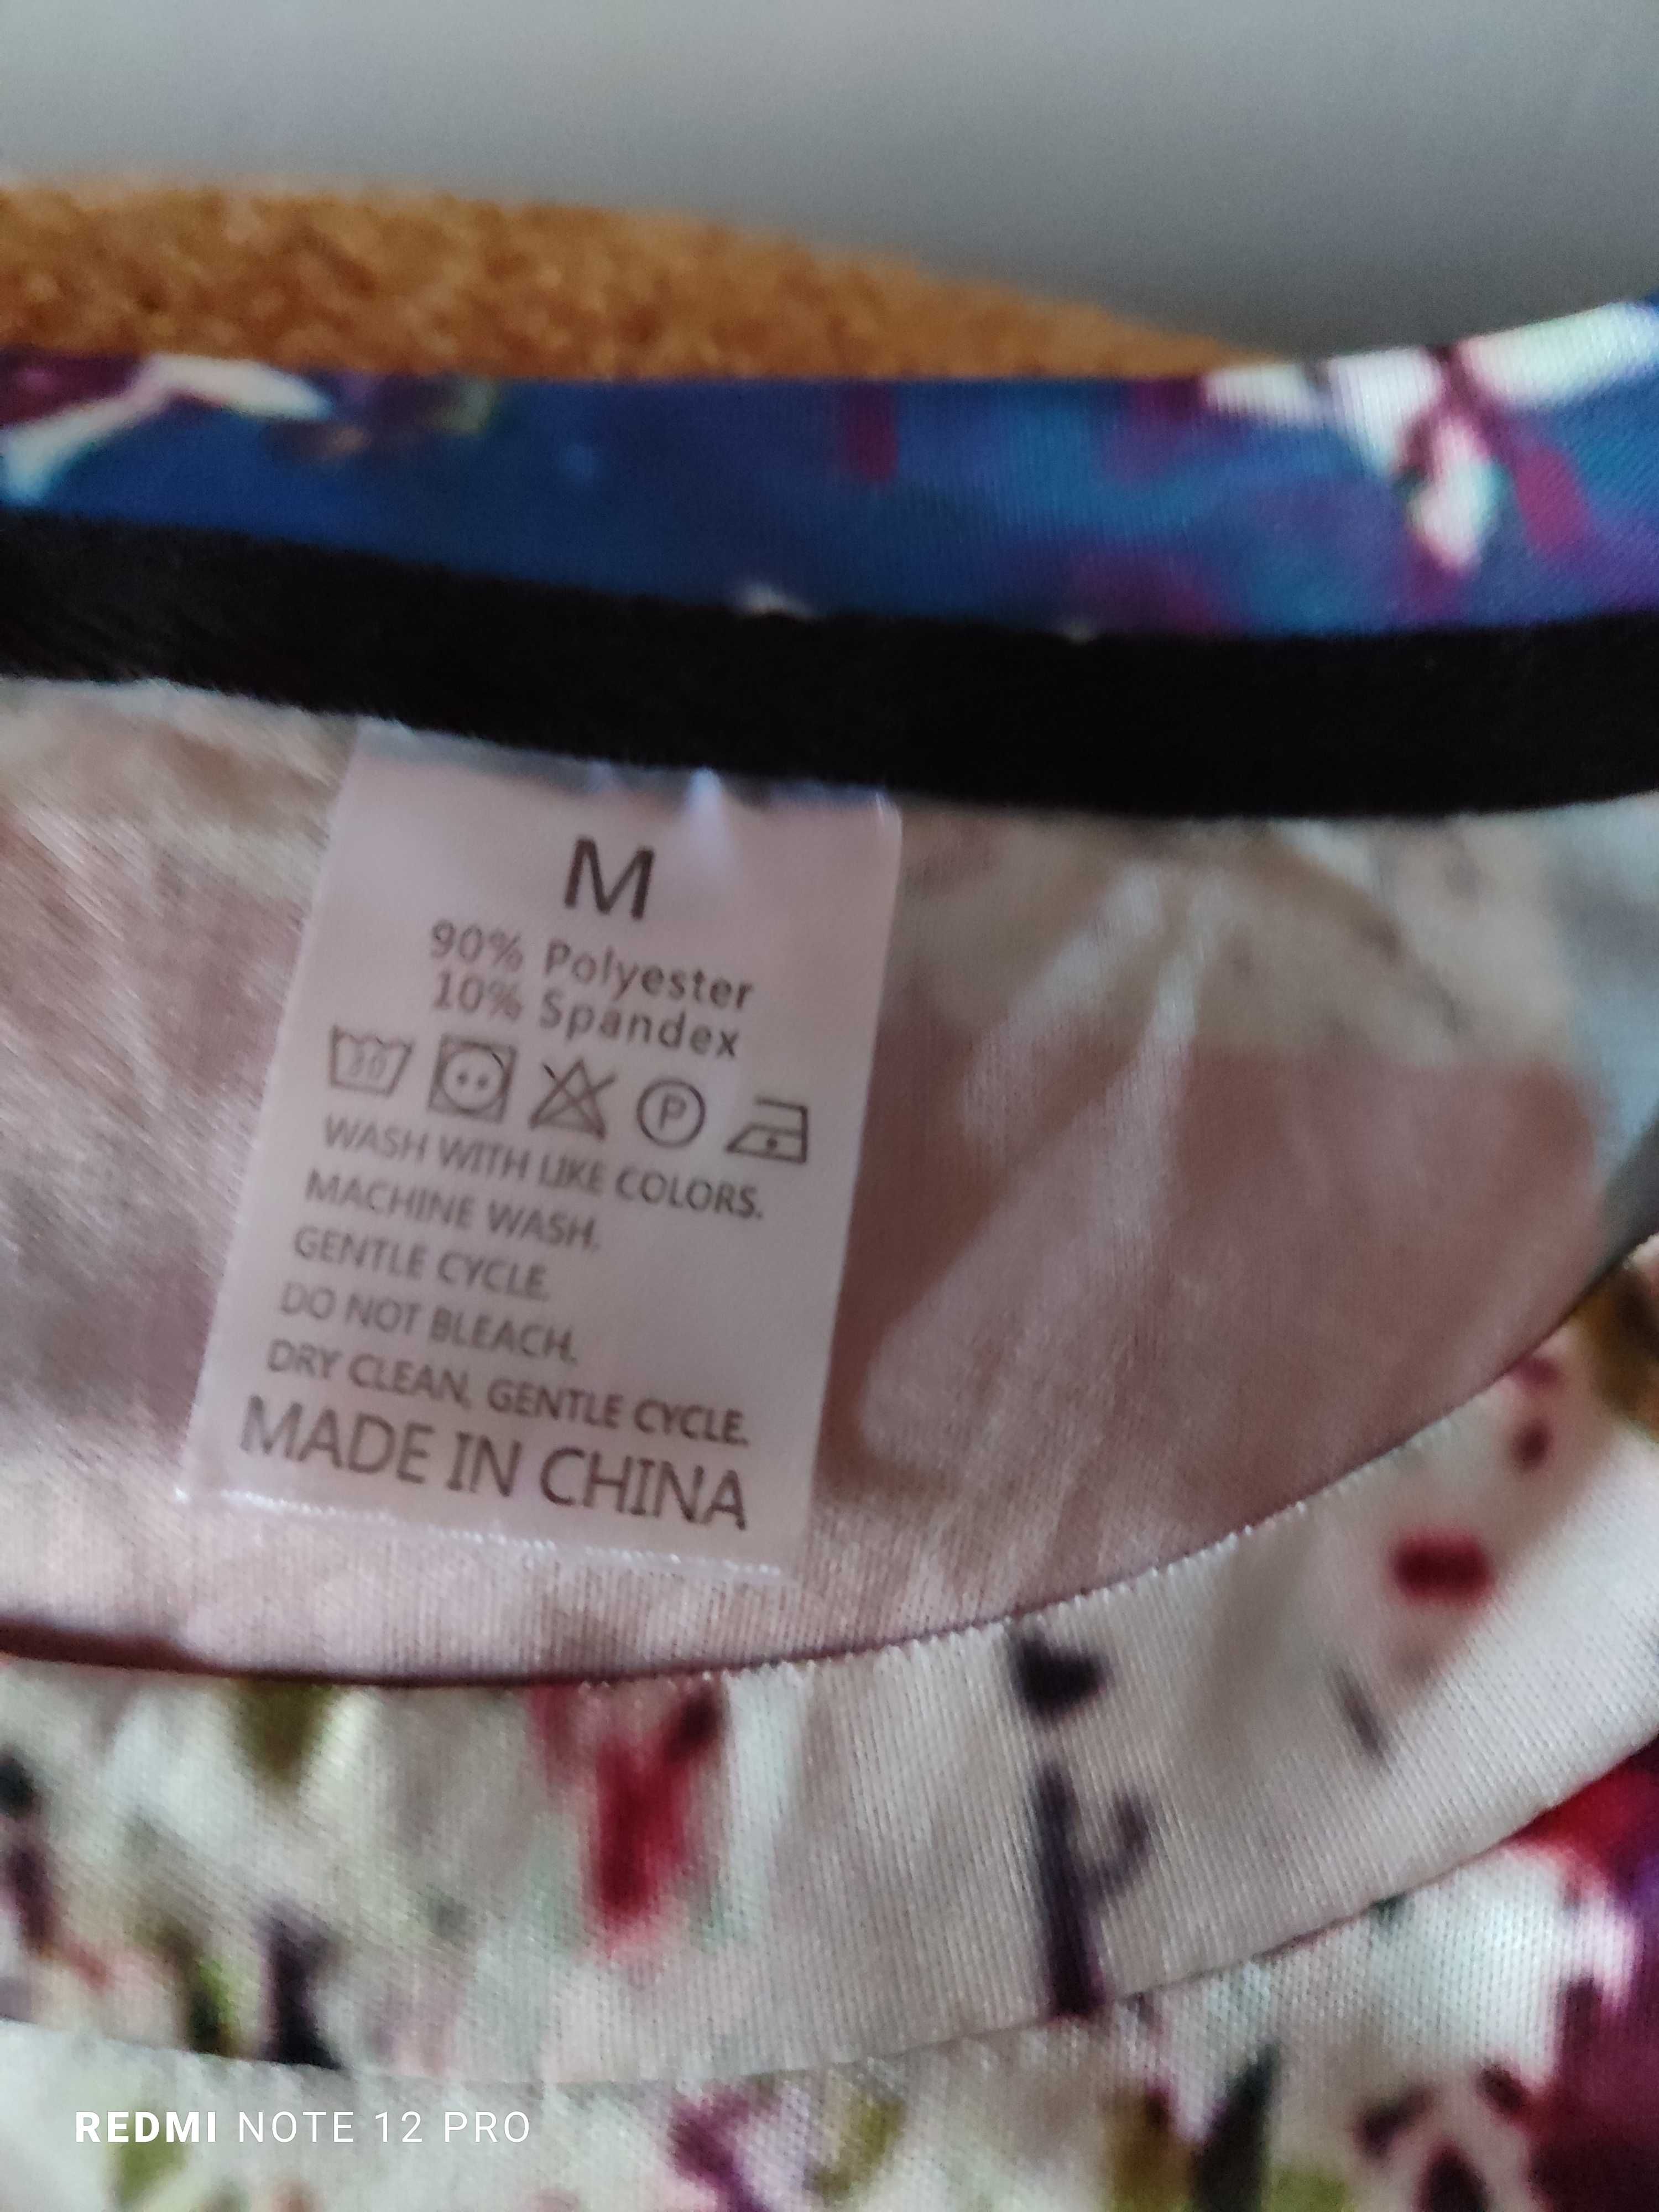 M
90% Polyester
10% Spandex
30
P
WASH WITH LIKE COLORS.
MACHINE WASH.
GENTLE CYCLE.
DO NOT BLEACH.
DRY CLEAN, GENTLE CYCLE.
MADE IN CHINA
REDMI NOTE 12 PRO